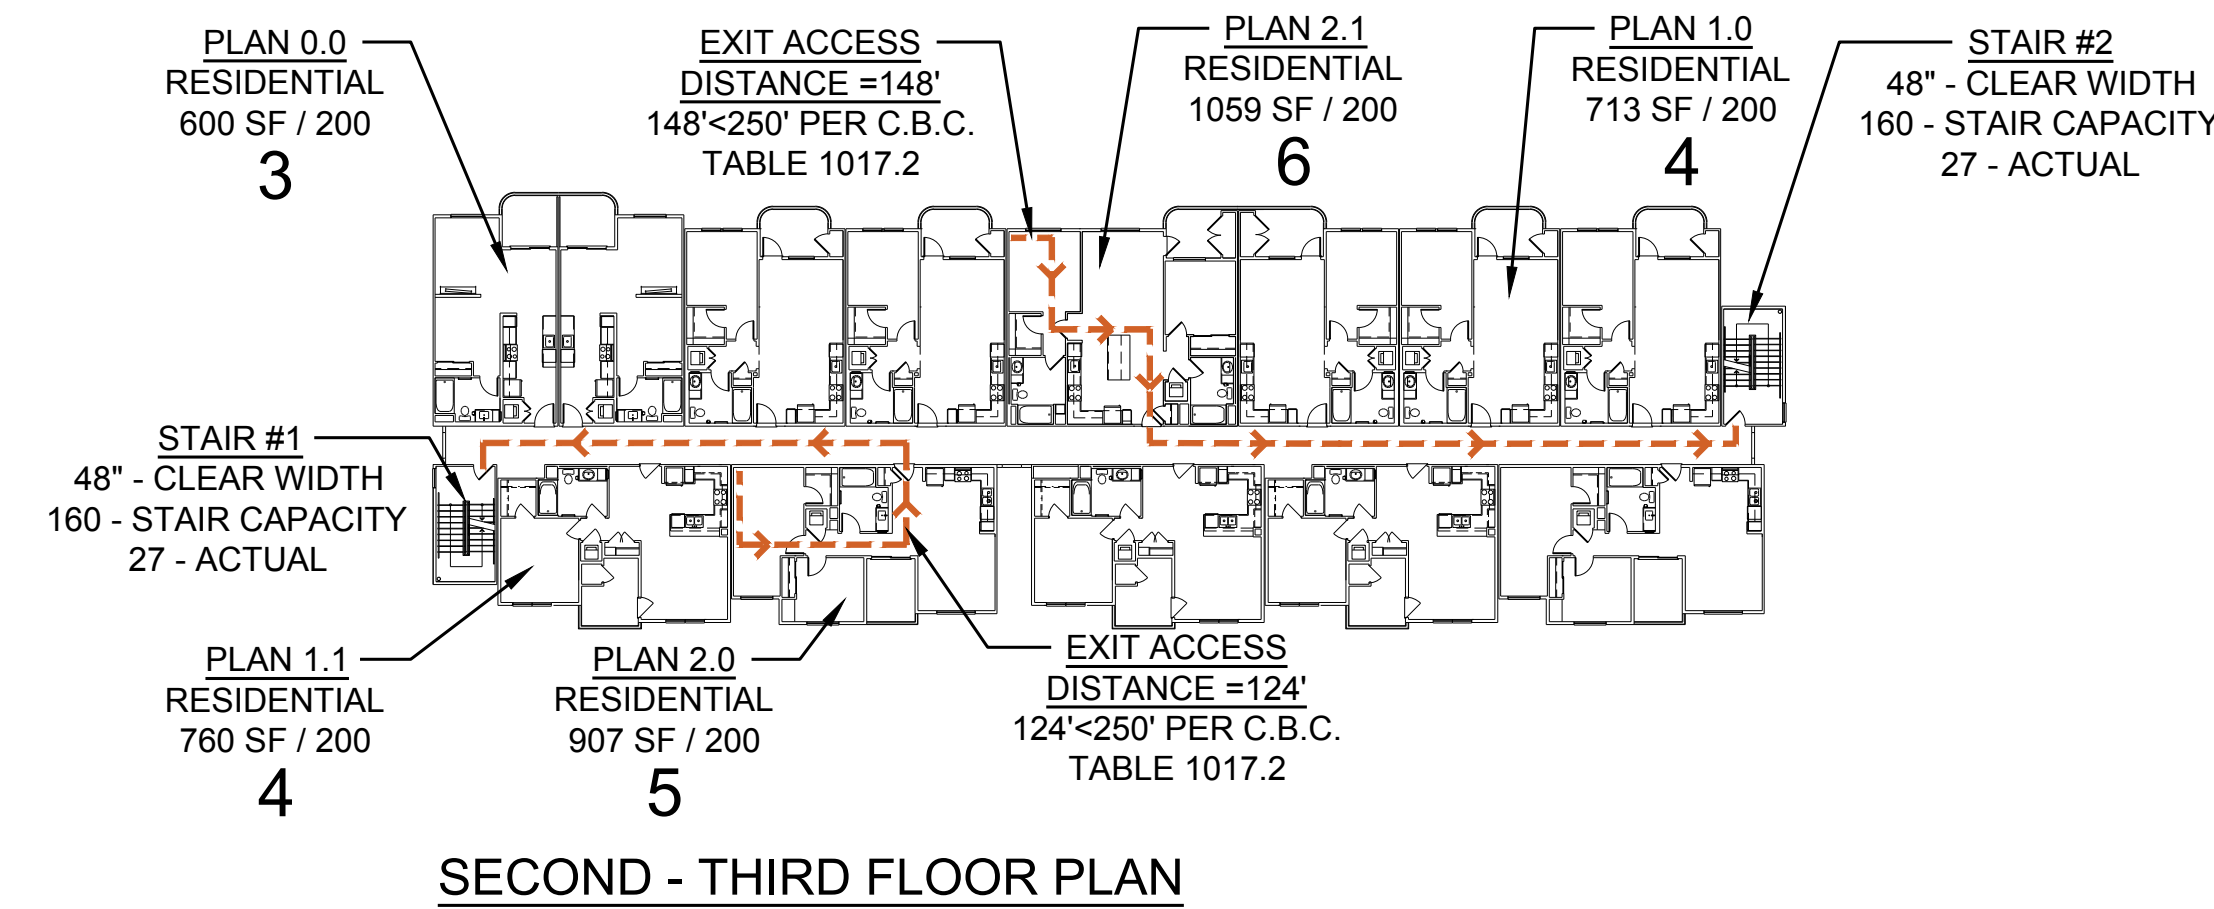 PLAN 0.0
RESIDENTIAL
600 SF / 200
3
EXIT ACCESS
DISTANCE =148'
148'<250' PER C.B.C.
TABLE 1017.2
PLAN 2.1
RESIDENTIAL
1059 SF / 200
6
PLAN 1.0
RESIDENTIAL
713 SF / 200
4
STAIR #2
48" - CLEAR WIDTH
160 - STAIR CAPACITY
27 - ACTUAL
STAIR #1
48" - CLEAR WIDTH
160 - STAIR CAPACITY
27 - ACTUAL
PLAN 1.1
RESIDENTIAL
760 SF / 200
4
PLAN 2.0
RESIDENTIAL
907 SF / 200
5
EXIT ACCESS
DISTANCE =124'
124'<250' PER C.B.C.
TABLE 1017.2
SECOND - THIRD FLOOR PLAN